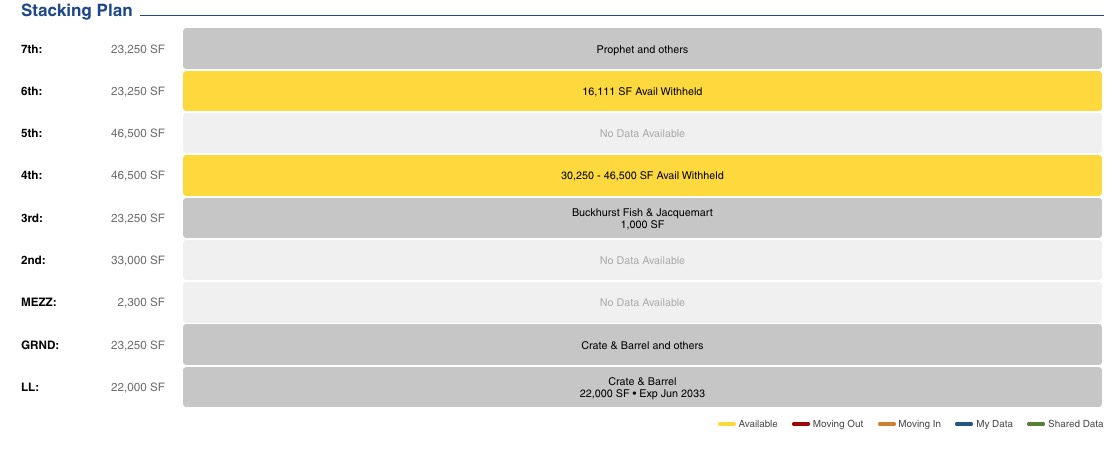 Stacking Plan
7th: 23,250 SF Prophet and others
6th: 23,250 SF 16,111 SF Avail Withheld
5th: 46,500 SF No Data Available
4th: 46,500 SF 30,250 - 46,500 SF Avail Withheld
3rd: 23,250 SF Buckhurst Fish & Jacquemart
1,000 SF
2nd: 33,000 SF No Data Available
MEZZ: 2,300 SF No Data Available
GRND: 23,250 SF Crate & Barrel and others
LL: 22,000 SF Crate & Barrel
22,000 SF • Exp Jun 2033
Available Moving Out Moving In My Data Shared Data